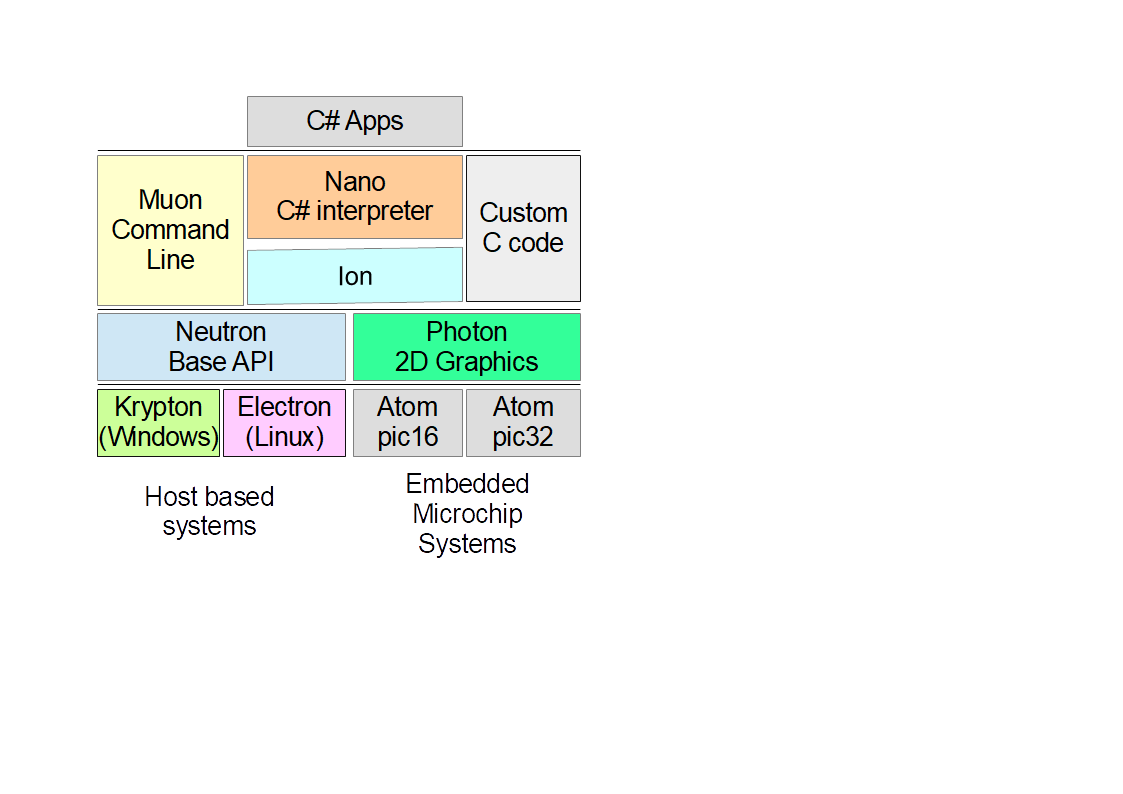 C# Apps
Muon
Command
Line
Nano
C# interpreter
Ion
Custom
C code
Neutron
Base API
Photon
2D Graphics
Krypton
(Windows)
Electron
(Linux)
Atom
pic16
Atom
pic32
Host based
systems
Embedded
Microchip
Systems